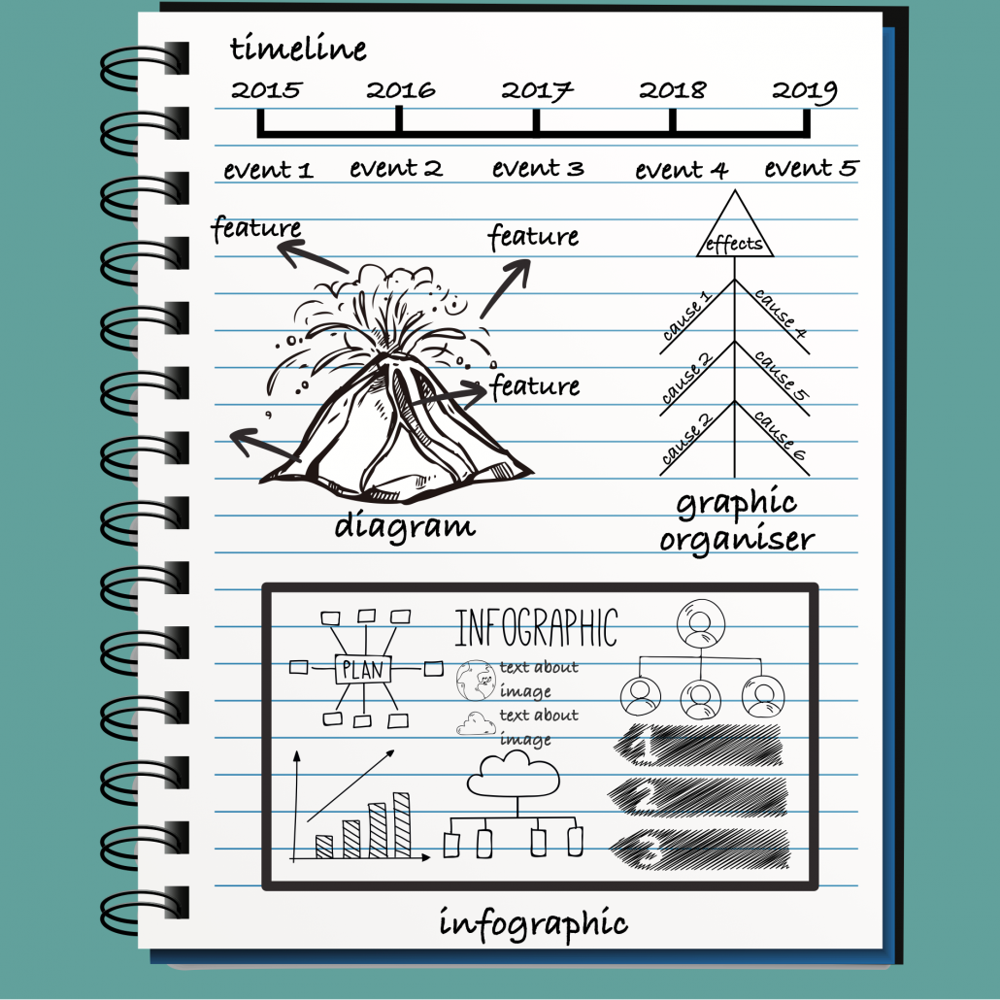 timeline
2015 2016 2017 2018 2019
event 1 event 2 event 3 event 4 event 5
feature
feature
feature
effects
cause 1
cause 4
cause 2
cause 5
cause 2
cause 6
diagram
graphic
organiser
PLAN
INFOGRAPHIC
text about
image
text about
image
1
2
3
infographic